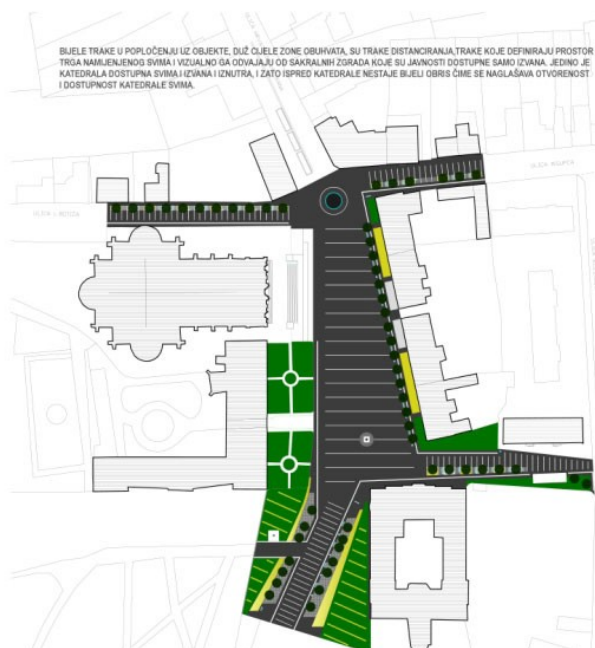 BIJELE TRAKE U POPLOČENJU UZ OBJEKTE, DUŽ CIJELE ZONE OBUHVATA, SU TRAKE DISTANCIRANJA,TRAKE KOJE DEFINIRAJU PROSTOR
TRGA NAMIJENJENOG SVIMA I VIZUALNO GA ODVAJAJU OD SAKRALNIH ZGRADA KOJE SU JAVNOSTI DOSTUPNE SAMO IZVANA. JEDINO JE
KATEDRALA DOSTUPNA SVIMA,I IZVANA I IZNUTRA, I ZATO ISPRED KATEDRALE NESTAJE BIJELI OBRIS ČIME SE NAGLAŠAVA OTVORENOST
I DOSTUPNOST KATEDRALE SVIMA.